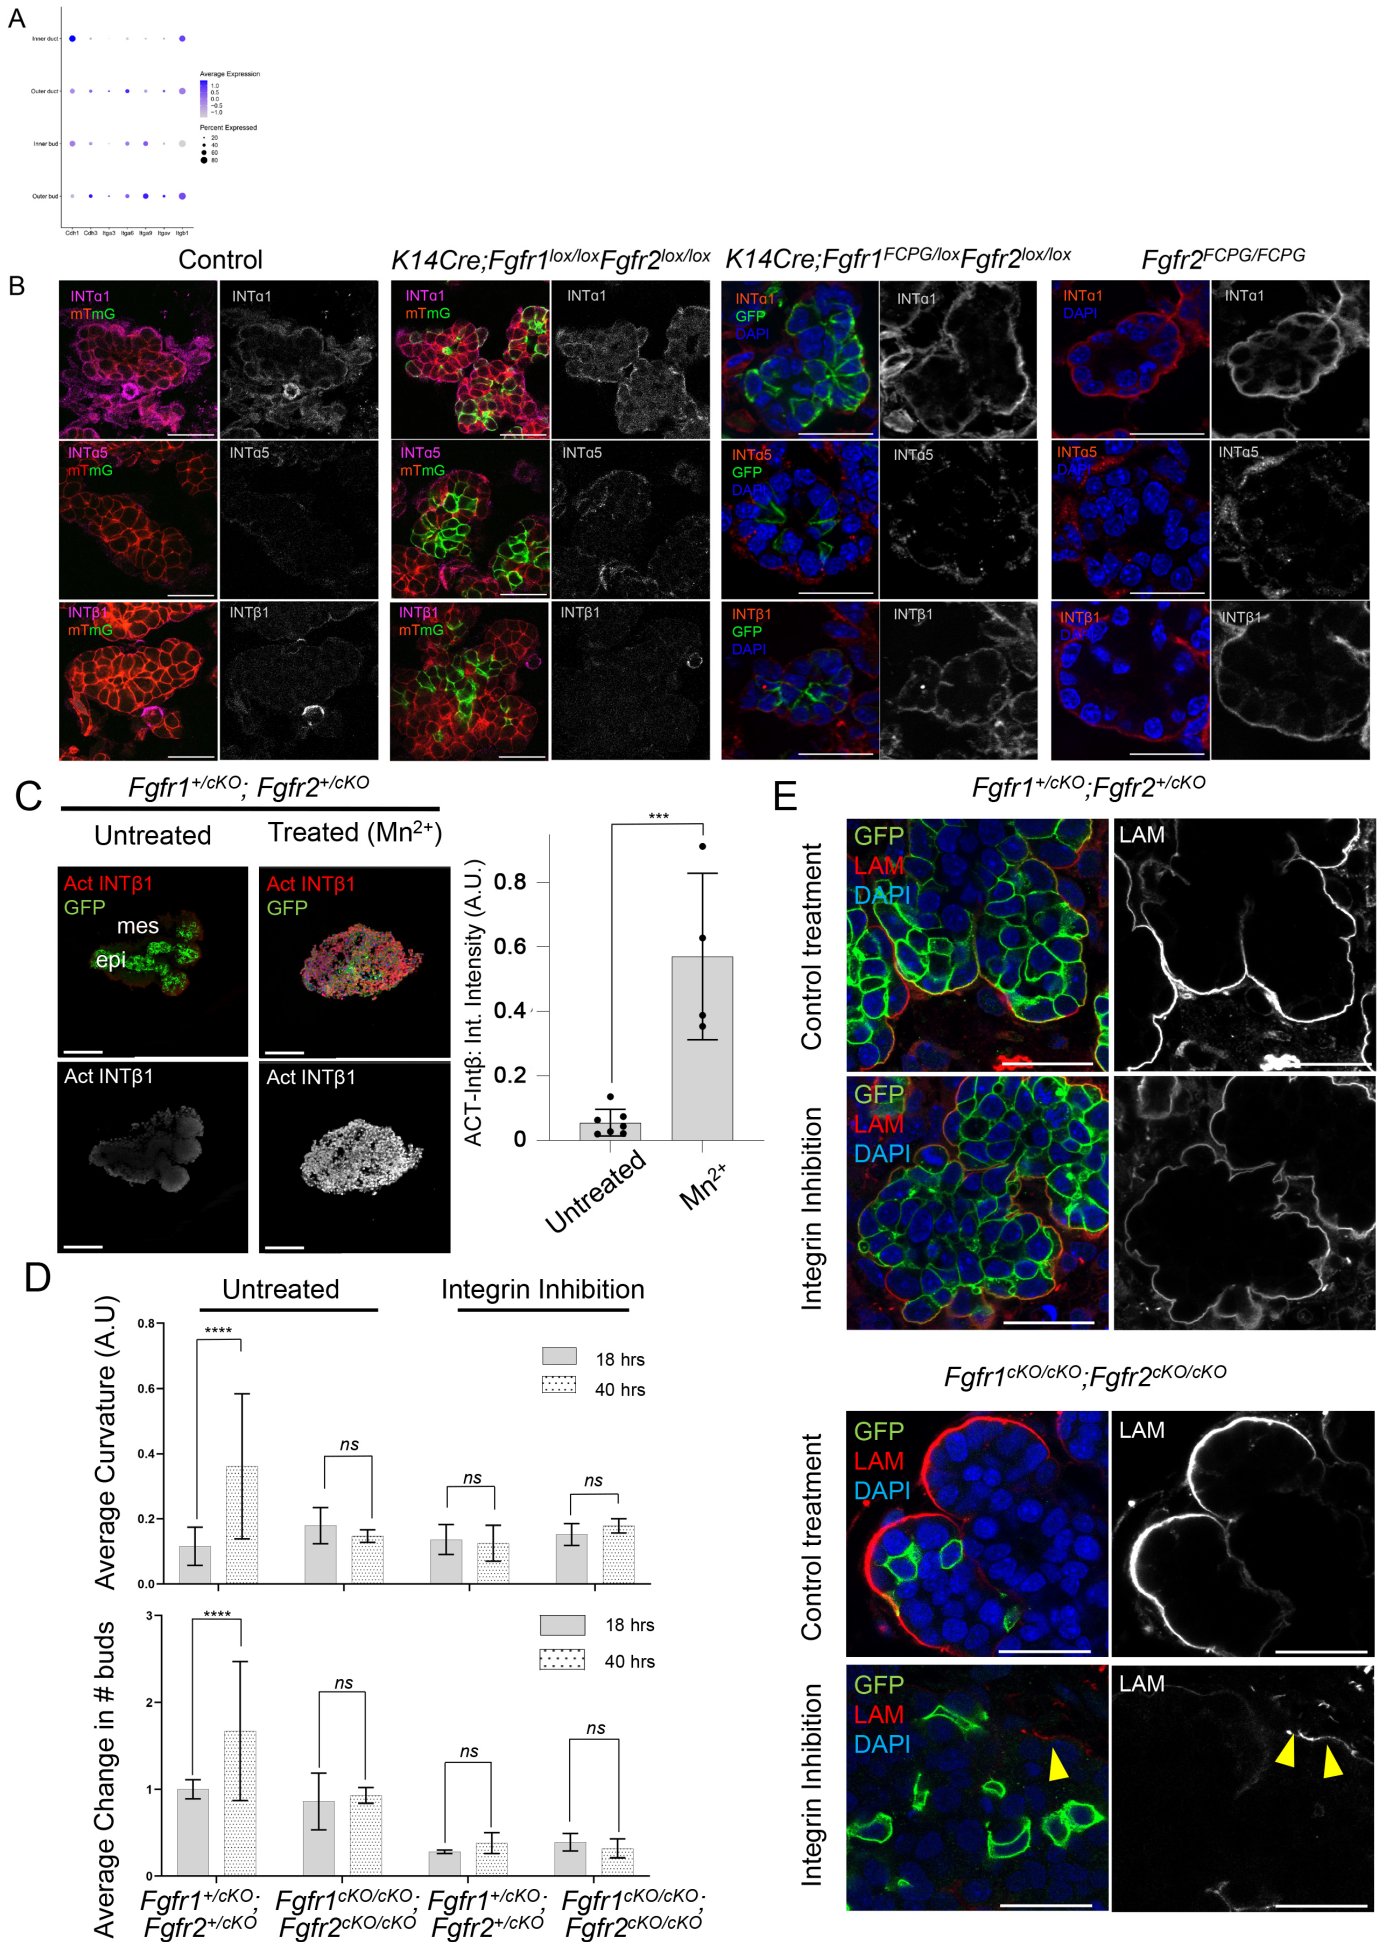 A
Inner duct
Outer duct
Inner bud
Outer bud
Cdh1 Cdh3 Itga3 Itga6 Itga9 Itgav Itgb1
Average Expression
1.0
0.5
0.0
−0.5
−1.0
Percent Expressed
20
40
60
80
B
Control
K14Cre;Fgfr1lox/loxFgfr2lox/lox
K14Cre;Fgfr1FCPG/loxFgfr2lox/lox
Fgfr2FCPG/FCPG
INTα1
mTmG
INTα1
INTα1
mTmG
INTα1
INTα1
GFP
DAPI
INTα1
INTα1
DAPI
INTα1
INTα5
mTmG
INTα5
INTα5
mTmG
INTα5
INTα5
GFP
DAPI
INTα5
INTα5
DAPI
INTα5
INTβ1
mTmG
INTβ1
INTβ1
mTmG
INTβ1
INTβ1
GFP
DAPI
INTβ1
INTβ1
DAPI
INTβ1
C
Fgfr1+/cKO; Fgfr2+/cKO
Untreated
Treated (Mn2+)
Act INTβ1
GFP
mes
epi
Act INTβ1
GFP
Act INTβ1
Act INTβ1
ACT-Intβ: Int. Intensity (A.U.)
0.8
0.6
0.4
0.2
0
***
Untreated
Mn2+
D
Untreated
Integrin Inhibition
Average Curvature (A.U)
0.8
0.6
0.4
0.2
0.0
****
ns
ns
ns
18 hrs
40 hrs
Average Change in # buds
3
2
1
0
****
ns
ns
ns
18 hrs
40 hrs
Fgfr1+/cKO;
Fgfr2+/cKO
Fgfr1cKO/cKO;
Fgfr2cKO/cKO
Fgfr1+/cKO;
Fgfr2+/cKO
Fgfr1cKO/cKO;
Fgfr2cKO/cKO
E
Fgfr1+/cKO;Fgfr2+/cKO
Control treatment
GFP
LAM
DAPI
LAM
Integrin Inhibition
GFP
LAM
DAPI
Fgfr1cKO/cKO;Fgfr2cKO/cKO
Control treatment
GFP
LAM
DAPI
LAM
Integrin Inhibition
GFP
LAM
DAPI
LAM